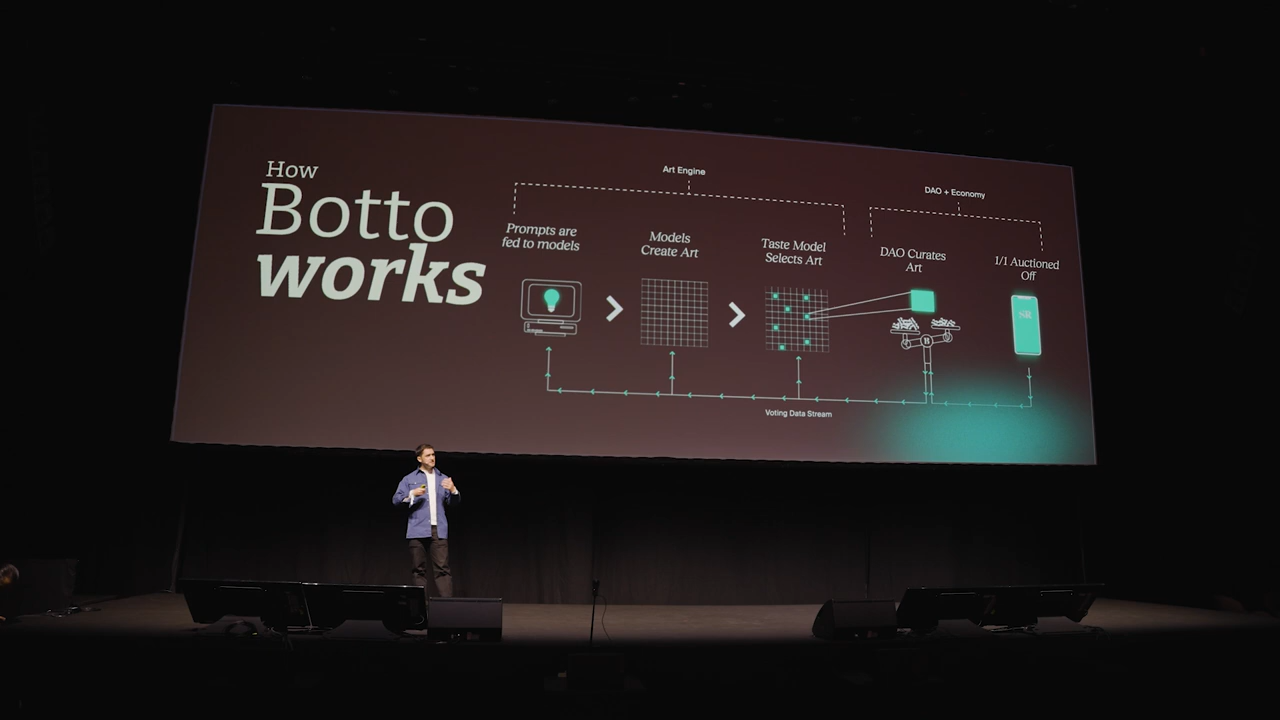 How
Botto
works
Art Engine
Prompts are
fed to models
Models
Create Art
Taste Model
Selects Art
DAO + Economy
DAO Curates
Art
1/1 Auctioned
Off
SR
B
Voting Data Stream